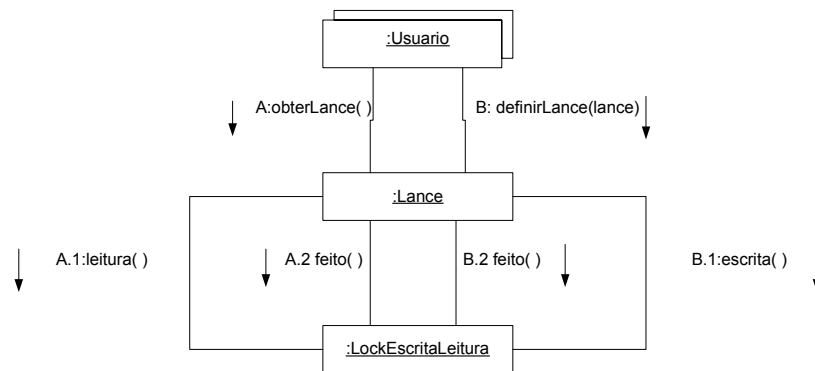 :Usuario
A:obterLance( )
B: definirLance(lance)
:Lance
A.1:leitura( )
A.2 feito( )
B.2 feito( )
B.1:escrita( )
:LockEscritaLeitura